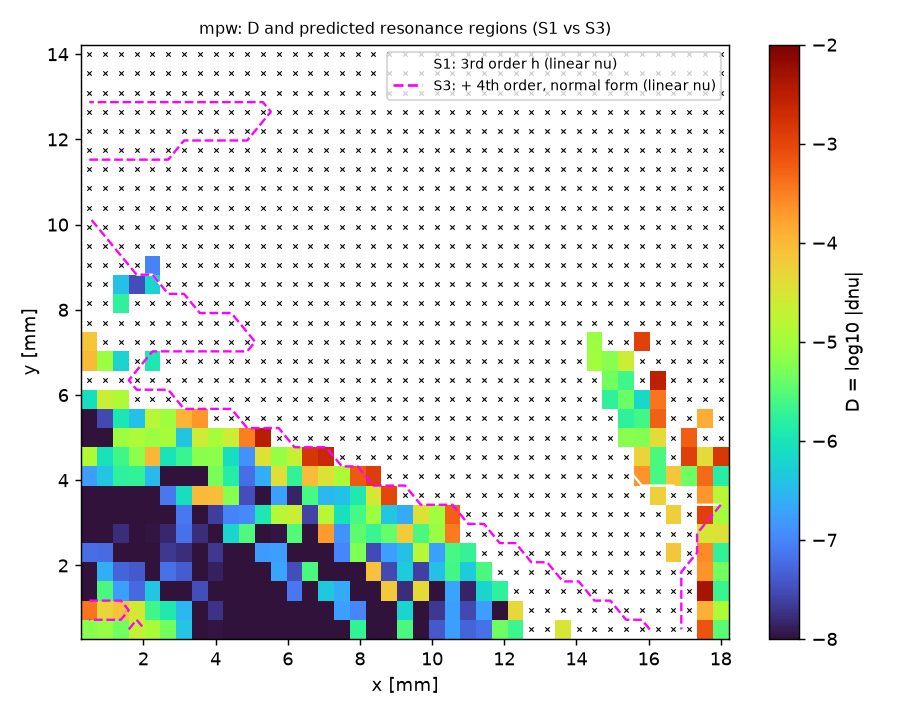 mpw: D and predicted resonance regions (S1 vs S3)
S1: 3rd order h (linear nu)
S3: + 4th order, normal form (linear nu)
14
12
10
8
6
4
2
y [mm]
2 4 6 8 10 12 14 16 18
x [mm]
−2
−3
−4
−5
−6
−7
−8
D = log10 |dnu|